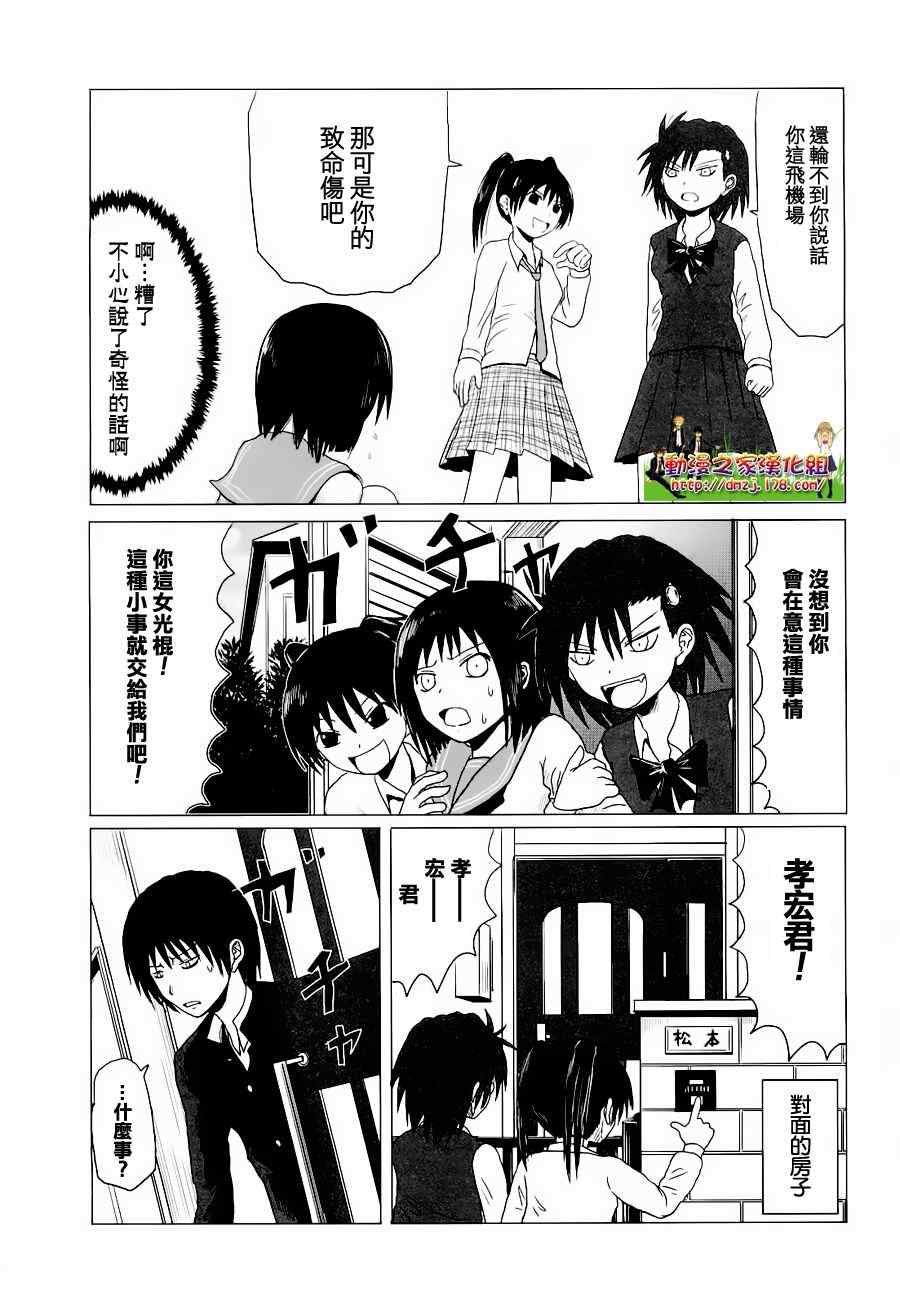 還輪不到你説話
你這飛機場
那可是你的
致命傷吧
啊…糟了
不小心說了奇怪的話啊
動漫之家漢化組
http://dmzj.178.com/
沒想到你
會在意這種事情
ガチャ
你這女光棍！
這種小事就交給我們吧！
孝宏君！
孝
宏
君
松本
對面的房子
ガチャ
…什麼事？